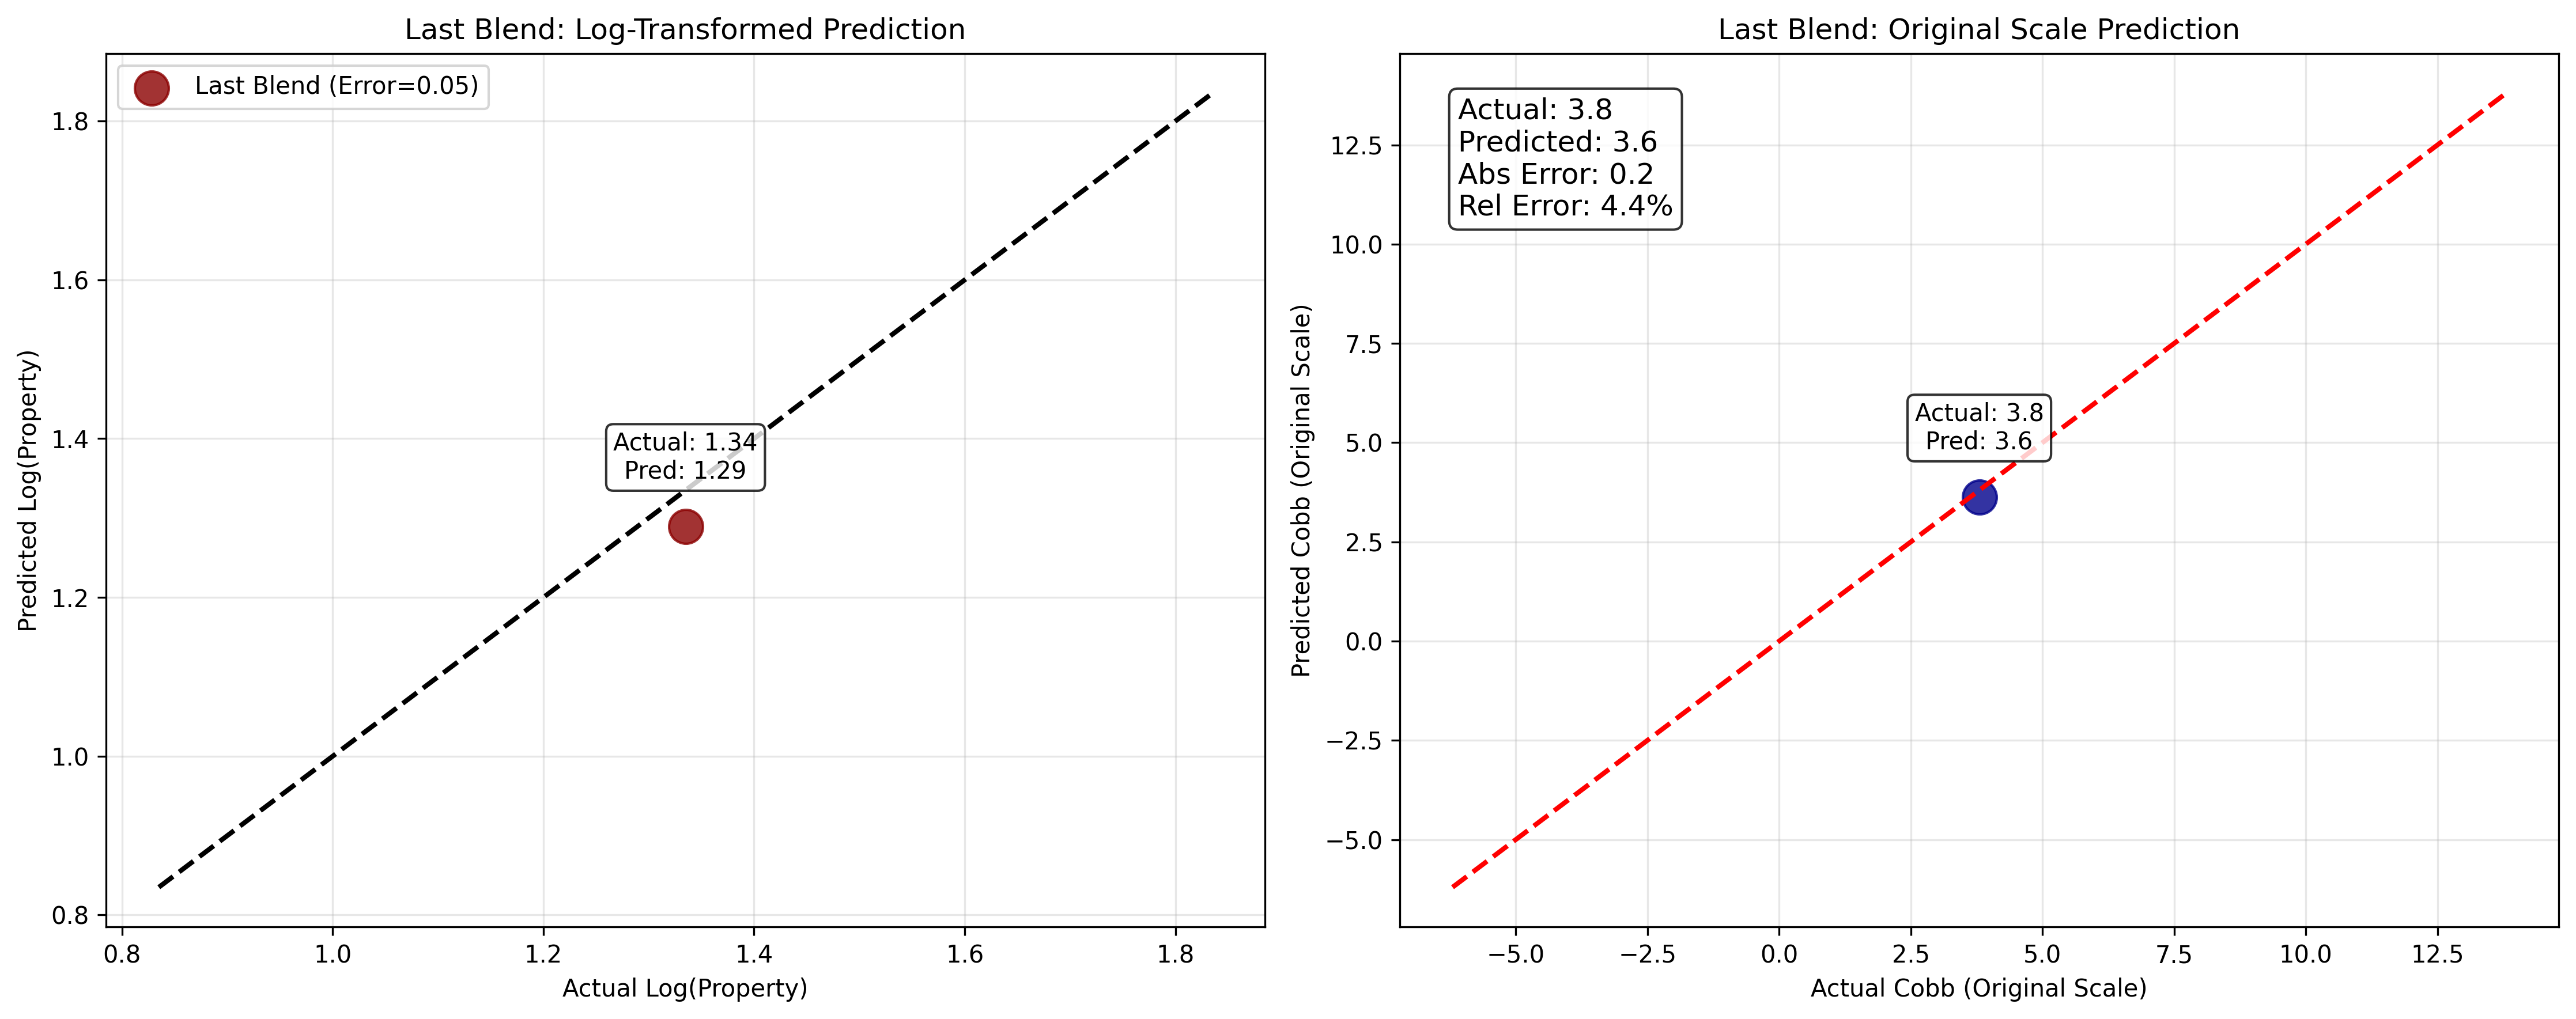 Last Blend: Log-Transformed Prediction
Last Blend (Error=0.05)
Actual: 1.34
Pred: 1.29
Predicted Log(Property)
1.8
1.6
1.4
1.2
1.0
0.8
0.8 1.0 1.2 1.4 1.6 1.8
Actual Log(Property)
Last Blend: Original Scale Prediction
Actual: 3.8
Predicted: 3.6
Abs Error: 0.2
Rel Error: 4.4%
Actual: 3.8
Pred: 3.6
Predicted Cobb (Original Scale)
12.5
10.0
7.5
5.0
2.5
0.0
−2.5
−5.0
−5.0 −2.5 0.0 2.5 5.0 7.5 10.0 12.5
Actual Cobb (Original Scale)